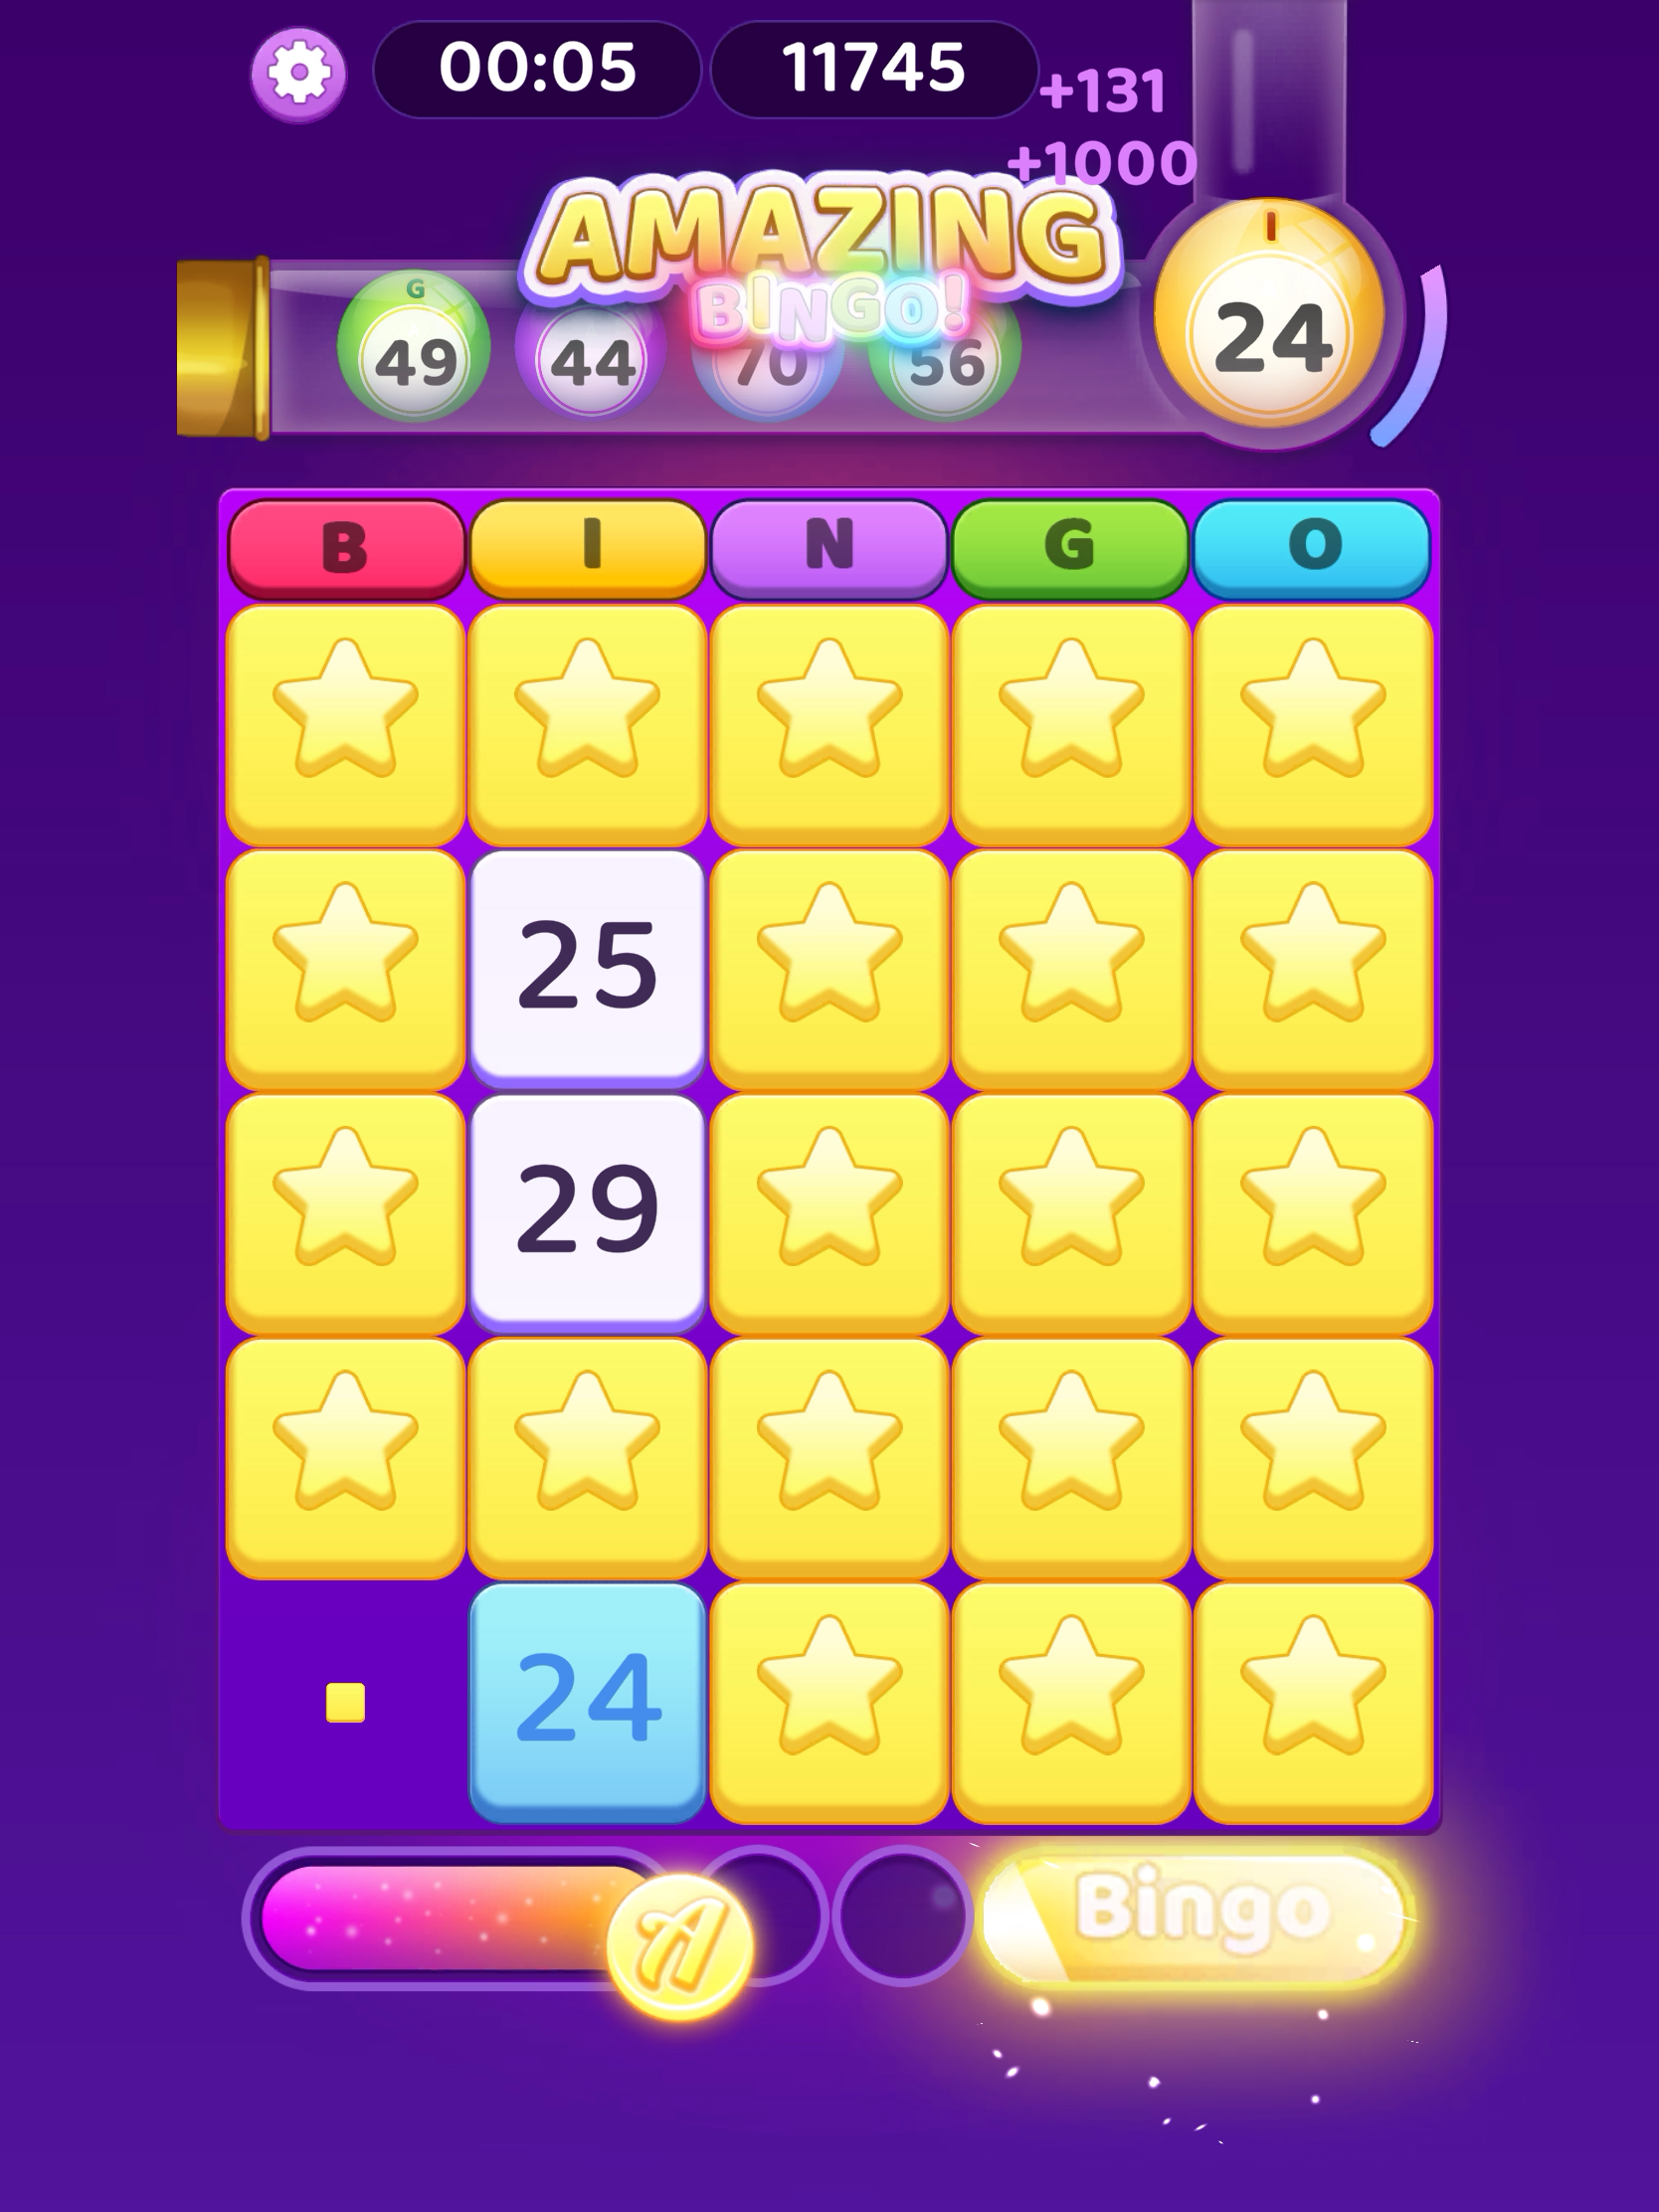 00:05 11745 +131
+1000
AMAZING
BINGO!
G I
49 44 70 56 24
B I N G O
25
29
24
A Bingo